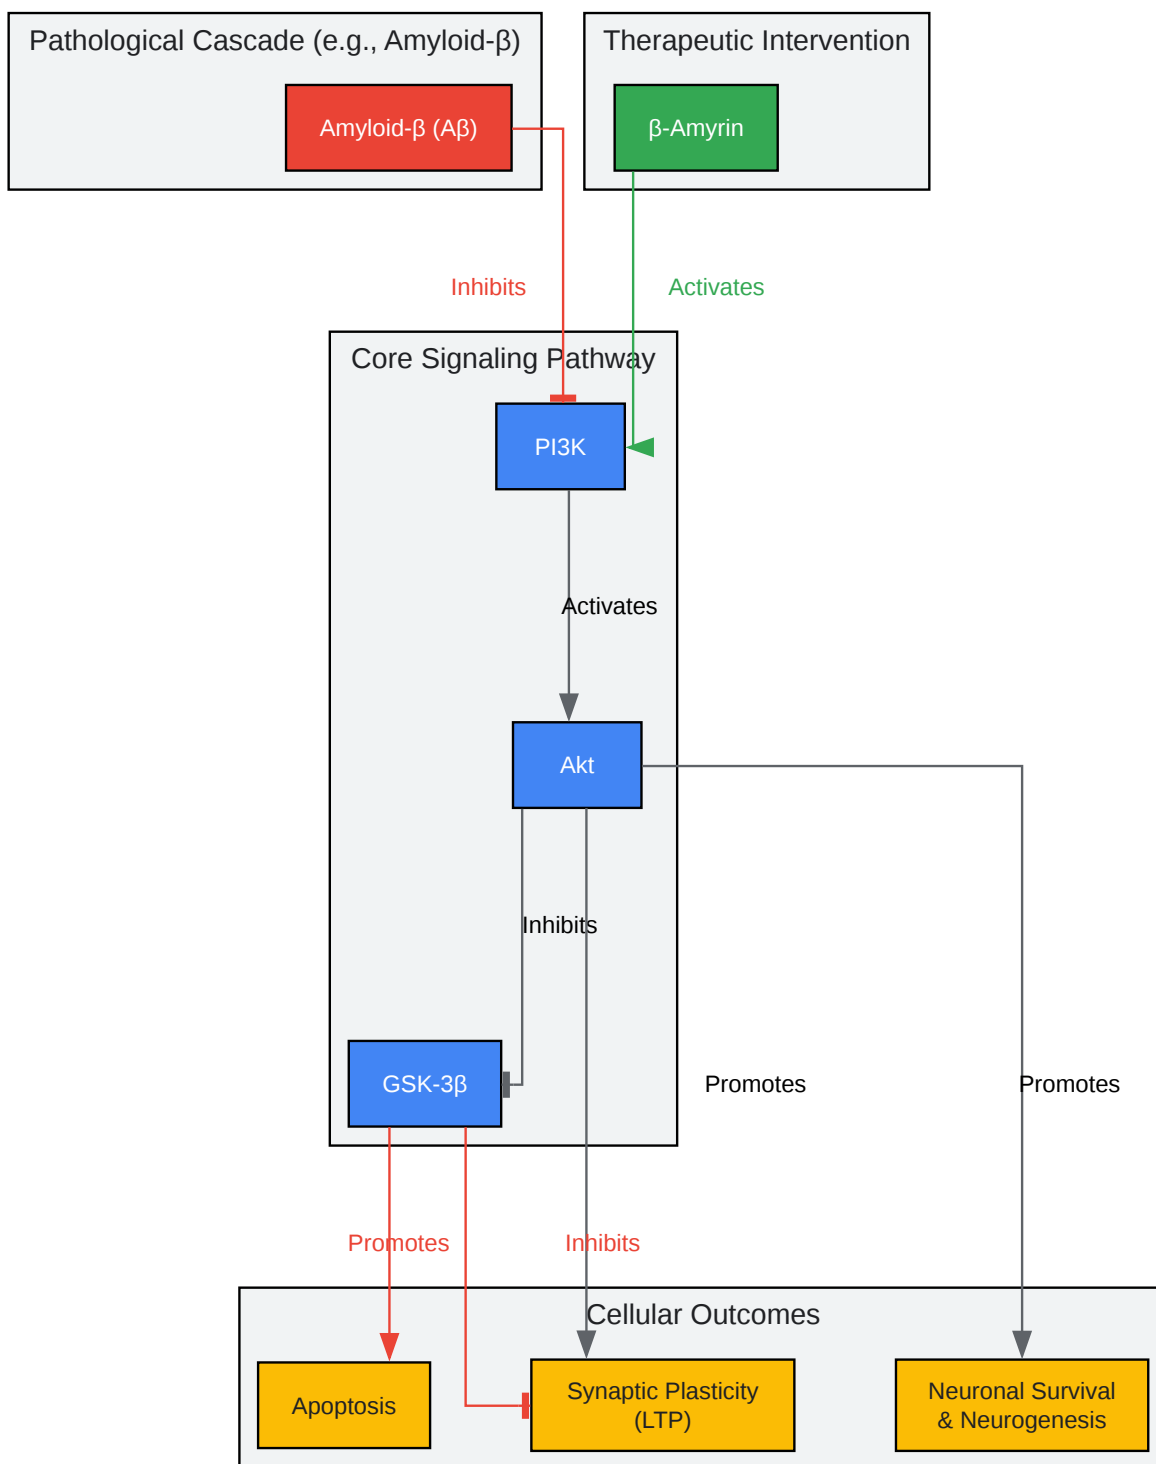 Pathological Cascade (e.g., Amyloid-β)
Therapeutic Intervention
Amyloid-β (Aβ)
β-Amyrin
Inhibits
Activates
Core Signaling Pathway
PI3K
Activates
Akt
Inhibits
GSK-3β
Promotes
Promotes
Promotes
Inhibits
Cellular Outcomes
Apoptosis
Synaptic Plasticity
(LTP)
Neuronal Survival
& Neurogenesis